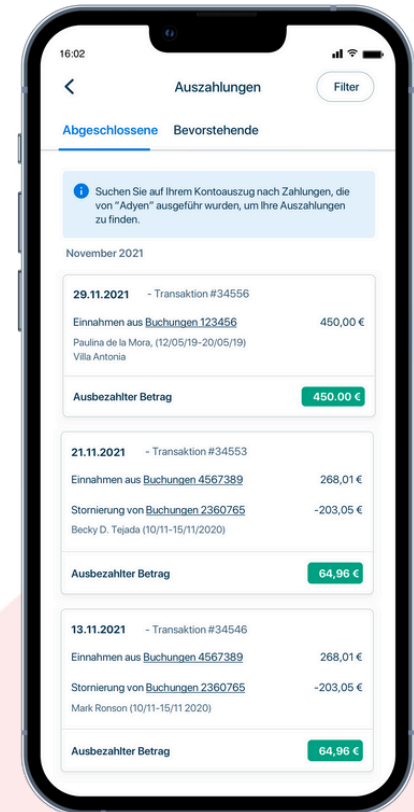 16:02
Auszahlungen
Filter
Abgeschlossene Bevorstehende
Suchen Sie auf Ihrem Kontoauszug nach Zahlungen, die
von "Adyen" ausgeführ wurden, um Ihre Auszahlungen
zu finden.
November 2021
29.11.2021 - Transaktion #34556
Einnahmen aus Buchungen 123456 450,00 €
Paulina de la Mora, (12/05/19-20/05/19)
Villa Antonia
Ausbezahlter Betrag 450.00 €
21.11.2021 - Transaktion #34553
Einnahmen aus Buchungen 4567389 268,01 €
Stornierung von Buchungen 2360765 -203,05 €
Becky D. Tejada (10/11-15/11/2020)
Ausbezahlter Betrag 64,96 €
13.11.2021 - Transaktion #34546
Einnahmen aus Buchungen 4567389 268,01 €
Stornierung von Buchungen 2360765 -203,05 €
Mark Ronson (10/11-15/11 2020)
Ausbezahlter Betrag 64,96 €